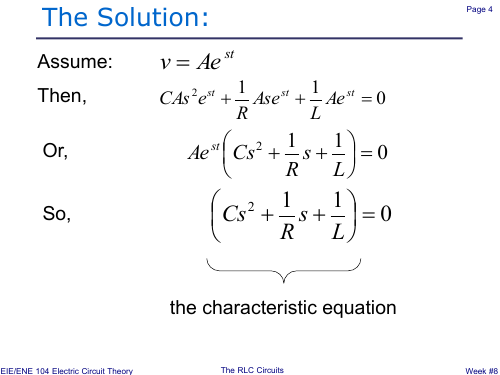 The Solution:
Page 4
Assume: v = Ae^{st}
Then, CAs^2e^{st} + \frac{1}{R} Ase^{st} + \frac{1}{L} Ae^{st} = 0
Or, Ae^{st} \left( Cs^2 + \frac{1}{R} s + \frac{1}{L} \right) = 0
So, \left( Cs^2 + \frac{1}{R} s + \frac{1}{L} \right) = 0
the characteristic equation
EIE/ENE 104 Electric Circuit Theory
The RLC Circuits
Week #6